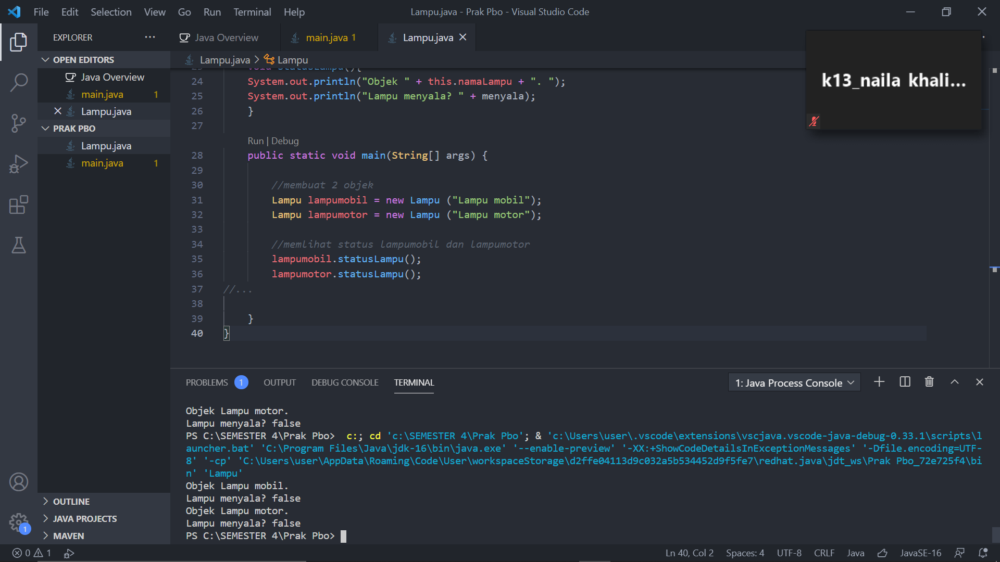 File Edit Selection View Go Run Terminal Help
Lampu.java - Prak Pbo - Visual Studio Code
EXPLORER
Java Overview
main.java 1
Lampu.java
OPEN EDITORS
Java Overview
main.java 1
Lampu.java
PRAK PBO
Lampu.java
main.java 1
OUTLINE
JAVA PROJECTS
MAVEN
Lampu.java > Lampu
24 System.out.println("Objek " + this.namaLampu + ". ");
25 System.out.println("Lampu menyala? " + menyala);
26 }
27
Run | Debug
28 public static void main(String[] args) {
29
30 //membuat 2 objek
31 Lampu lampumobil = new Lampu ("Lampu mobil");
32 Lampu lampumotor = new Lampu ("Lampu motor");
33
34 //memlihat status lampumobil dan lampumotor
35 lampumobil.statusLampu();
36 lampumotor.statusLampu();
37 //...
38
39 }
40 }
k13_naila khali...
PROBLEMS 1 OUTPUT DEBUG CONSOLE TERMINAL
1: Java Process Console
Objek Lampu motor.
Lampu menyala? false
PS C:\SEMESTER 4\Prak Pbo>  c:; cd 'c:\SEMESTER 4\Prak Pbo'; & 'c:\Users\user\.vscode\extensions\vscjava.vscode-java-debug-0.33.1\scripts\l
auncher.bat' 'C:\Program Files\Java\jdk-16\bin\java.exe' '--enable-preview' '-XX:+ShowCodeDetailsInExceptionMessages' '-Dfile.encoding=UTF-
8' '-cp' 'C:\Users\user\AppData\Roaming\Code\User\workspaceStorage\d2ffe04113d9c032a5b534452d9f5fe7\redhat.java\jdt_ws\Prak Pbo_72e725f4\bi
n' 'Lampu'
Objek Lampu mobil.
Lampu menyala? false
Objek Lampu motor.
Lampu menyala? false
PS C:\SEMESTER 4\Prak Pbo>
1
0 1
Ln 40, Col 2 Spaces: 4 UTF-8 CRLF Java JavaSE-16